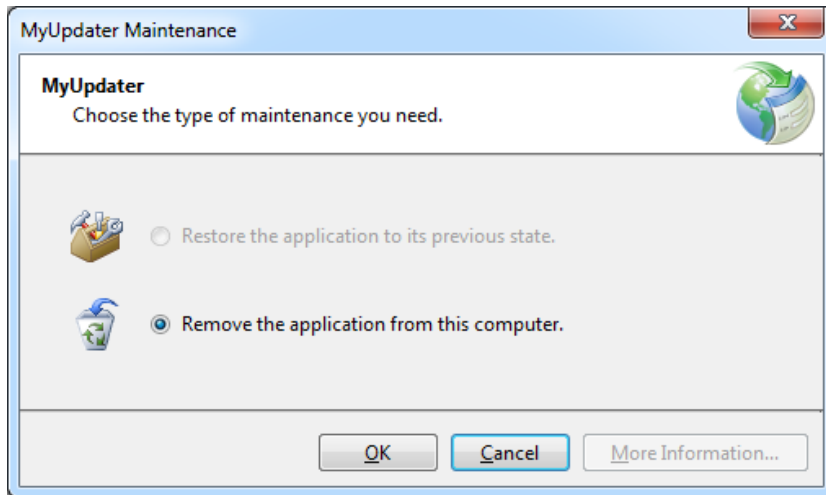 MyUpdater Maintenance
MyUpdater
Choose the type of maintenance you need.
Restore the application to its previous state.
Remove the application from this computer.
OK Cancel More Information...